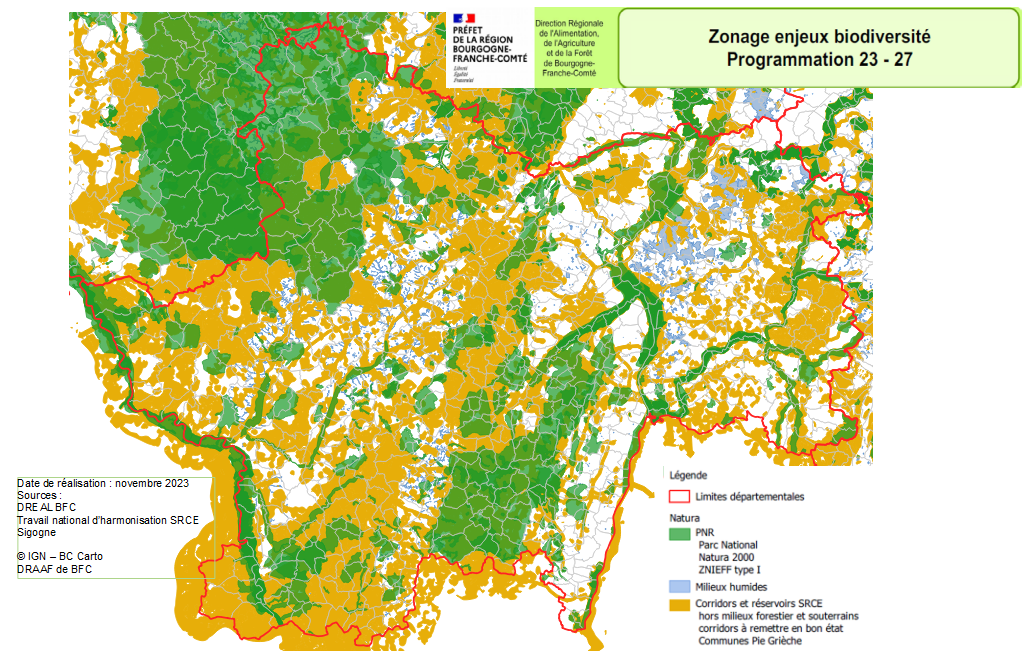 PRÉFET
DE LA RÉGION
BOURGOGNE-
FRANCHE-COMTÉ
Liberté
Égalité
Fraternité
Direction Régionale
de l'Alimentation,
de l'Agriculture
et de la Forêt
de Bourgogne-
Franche-Comté
Zonage enjeux biodiversité
Programmation 23 - 27
Date de réalisation : novembre 2023
Sources :
DREAL BFC
Travail national d'harmonisation SRCE
Sigogne
© IGN – BC Carto
DRAAF de BFC
Légende
Limites départementales
Natura
PNR
Parc National
Natura 2000
ZNIEFF type I
Milieux humides
Corridors et réservoirs SRCE
hors milieu forestier et souterrains
corridors à remettre en bon état
Communes Pie Grièche